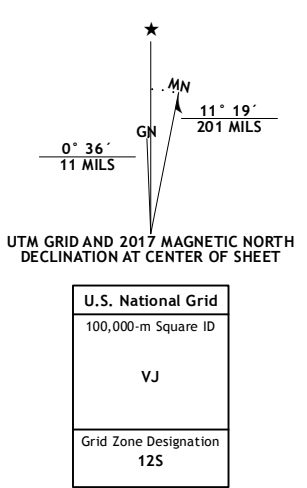 ★
MN
GN
11° 19´
201 MILS
0° 36´
11 MILS
UTM GRID AND 2017 MAGNETIC NORTH
DECLINATION AT CENTER OF SHEET
U.S. National Grid
100,000-m Square ID
VJ
Grid Zone Designation
12S